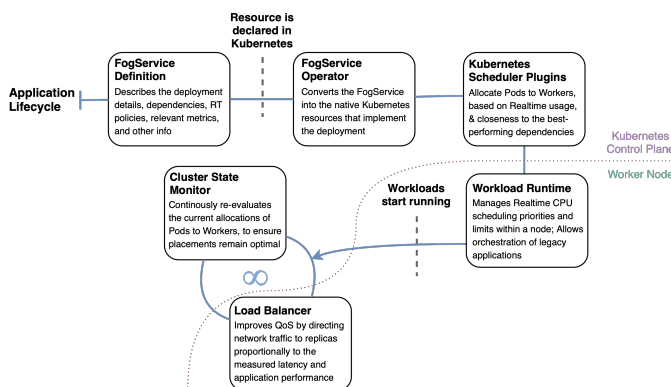 Resource is
declared in
Kubernetes
Application
Lifecycle
FogService
Definition
Describes the deployment
details, dependencies, RT
policies, relevant metrics,
and other info
FogService
Operator
Converts the FogService
into the native Kubernetes
resources that implement
the deployment
Kubernetes
Scheduler Plugins
Allocate Pods to Workers,
based on Realtime usage,
& closeness to the best-
performing dependencies
Kubernetes
Control Plane
Worker Node
Cluster State
Monitor
Continously re-evaluates
the current allocations of
Pods to Workers, to ensure
placements remain optimal
Workloads
start running
Workload Runtime
Manages Realtime CPU
scheduling priorities and
limits within a node; Allows
orchestration of legacy
applications
∞
Load Balancer
Improves QoS by directing
network traffic to replicas
proportionally to the
measured latency and
application performance